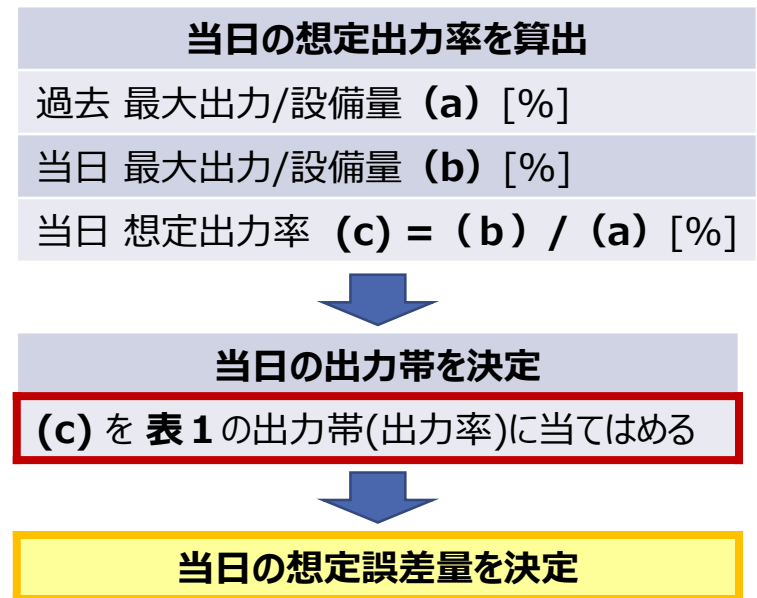 当日の想定出力率を算出
過去 最大出力/設備量（a）[%]
当日 最大出力/設備量（b）[%]
当日 想定出力率 (c) =（ｂ）/（a）[%]
当日の出力帯を決定
(c) を 表１の出力帯(出力率)に当てはめる
当日の想定誤差量を決定